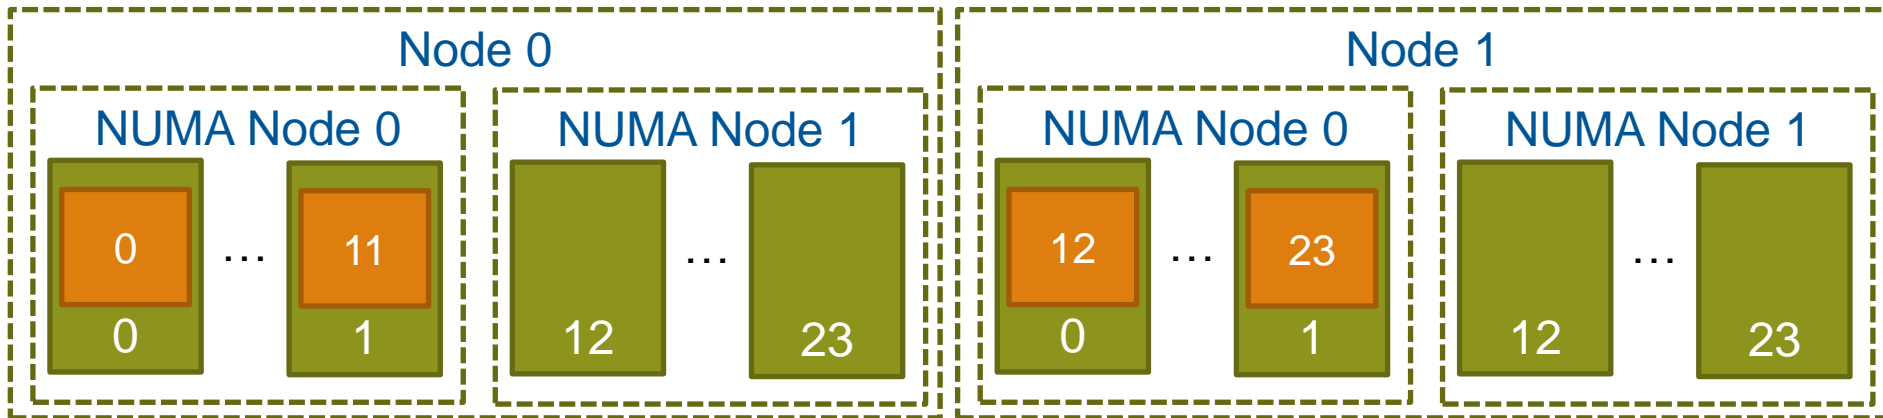 Node 0
Node 1
NUMA Node 0
NUMA Node 1
NUMA Node 0
NUMA Node 1
0 ... 11 ... 12 ... 23 ...
0 1 12 23 0 1 12 23